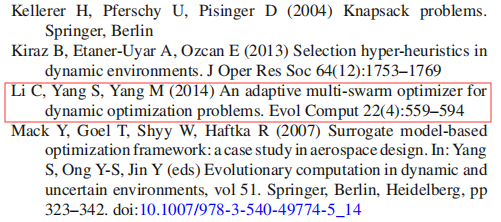 Kellerer H, Pferschy U, Pisinger D (2004) Knapsack problems.
Springer, Berlin
Kiraz B, Etaner-Uyar A, Ozcan E (2013) Selection hyper-heuristics in
dynamic environments. J Oper Res Soc 64(12):1753–1769
Li C, Yang S, Yang M (2014) An adaptive multi-swarm optimizer for
dynamic optimization problems. Evol Comput 22(4):559–594
Mack Y, Goel T, Shyy W, Haftka R (2007) Surrogate model-based
optimization framework: a case study in aerospace design. In: Yang
S, Ong Y-S, Jin Y (eds) Evolutionary computation in dynamic and
uncertain environments, vol 51. Springer, Berlin, Heidelberg, pp
323–342. doi:10.1007/978-3-540-49774-5_14